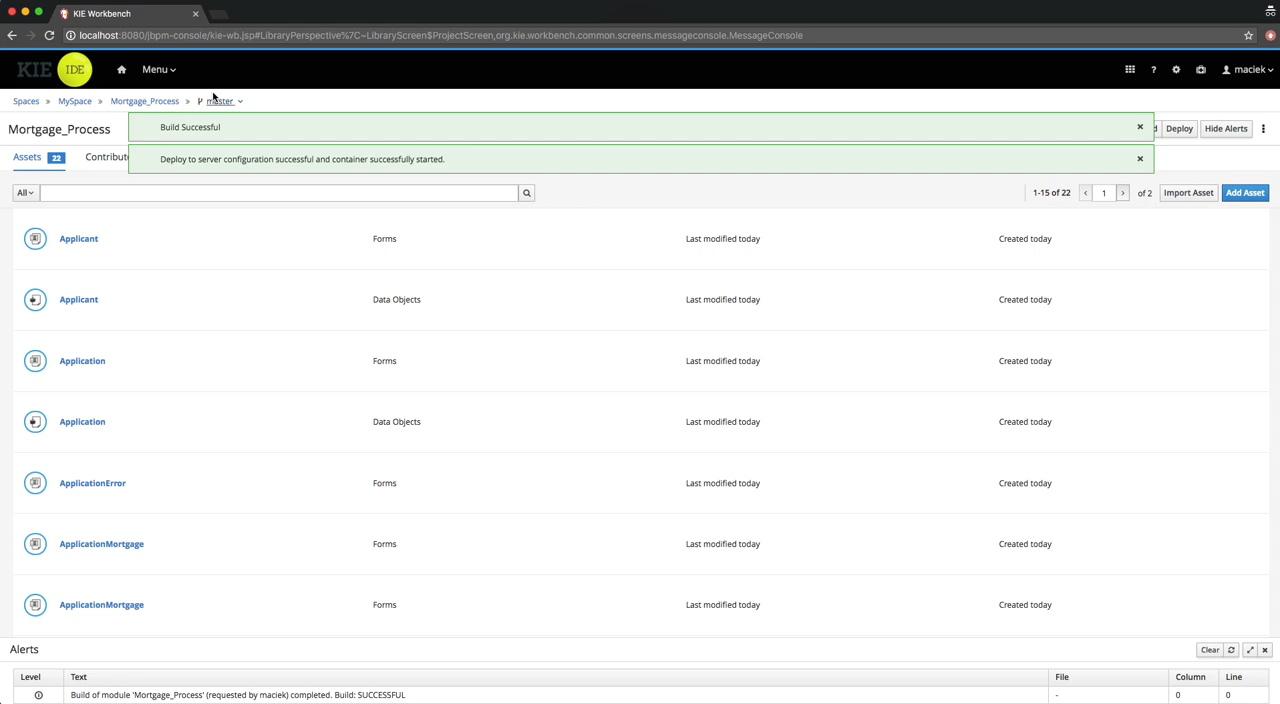 KIE Workbench
localhost:8080/jbpm-console/kie-wb.jsp#LibraryPerspective%7C~LibraryScreen$ProjectScreen,org.kie.workbench.common.screens.messageconsole.MessageConsole
KIE IDE Menu ? maciek
Spaces » MySpace » Mortgage_Process » master
Mortgage_Process Build Successful Deploy Hide Alerts
Assets 22 Deploy to server configuration successful and container successfully started.
All 1-15 of 22 1 of 2 Import Asset Add Asset
Applicant Forms Last modified today Created today
Applicant Data Objects Last modified today Created today
Application Forms Last modified today Created today
Application Data Objects Last modified today Created today
ApplicationError Forms Last modified today Created today
ApplicationMortgage Forms Last modified today Created today
ApplicationMortgage Forms Last modified today Created today
Alerts Clear
Level Text File Column Line
Build of module 'Mortgage_Process' (requested by maciek) completed. Build: SUCCESSFUL - 0 0